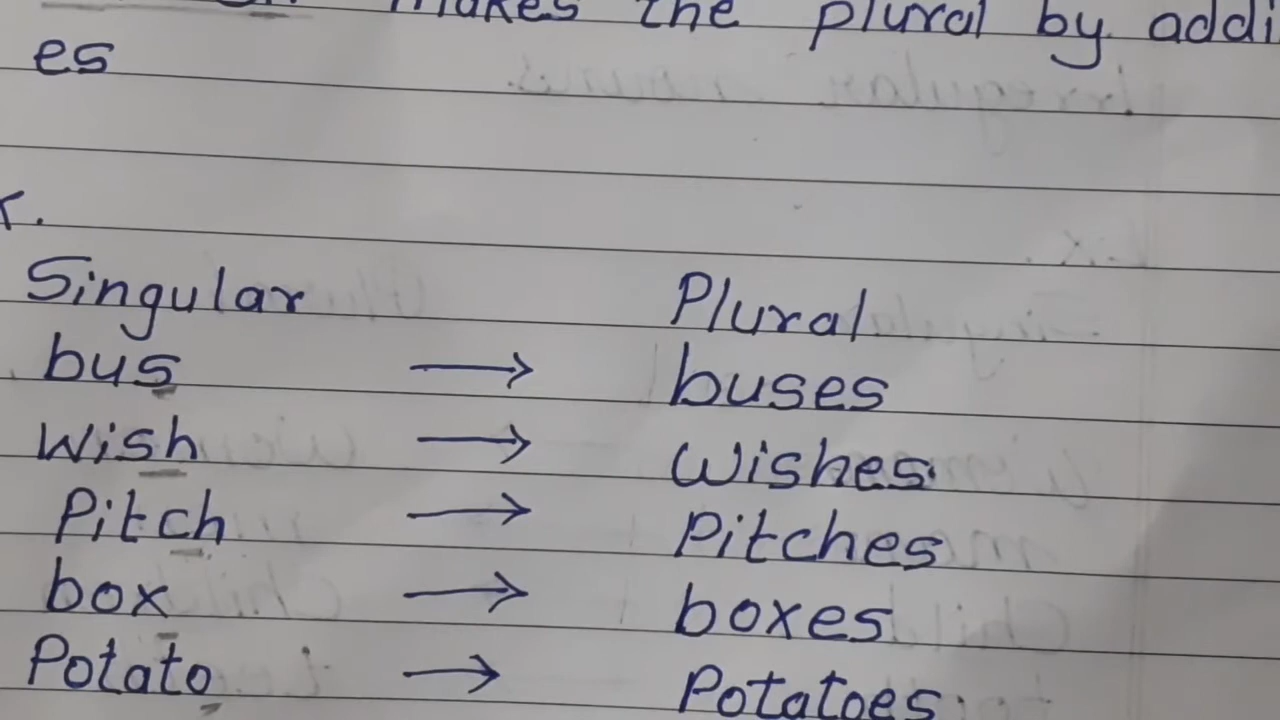 makes the plural by addi
es
Singular Plural
bus → buses
Wish → Wishes
Pitch → Pitches
box → boxes
Potato → Potatoes